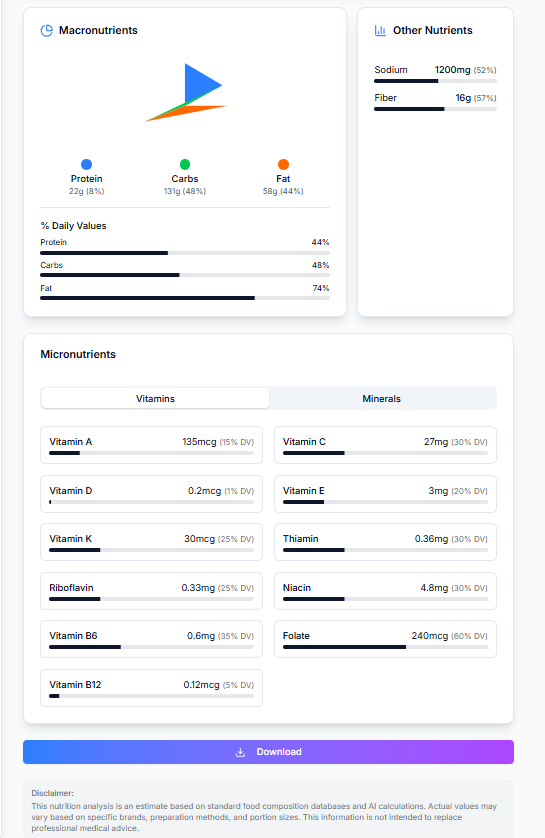 Macronutrients
Protein
22g (8%)
Carbs
131g (48%)
Fat
58g (44%)
% Daily Values
Protein 44%
Carbs 48%
Fat 74%
Other Nutrients
Sodium 1200mg (52%)
Fiber 16g (57%)
Micronutrients
Vitamins Minerals
Vitamin A 135mcg (15% DV)
Vitamin C 27mg (30% DV)
Vitamin D 0.2mcg (1% DV)
Vitamin E 3mg (20% DV)
Vitamin K 30mcg (25% DV)
Thiamin 0.36mg (30% DV)
Riboflavin 0.33mg (25% DV)
Niacin 4.8mg (30% DV)
Vitamin B6 0.6mg (35% DV)
Folate 240mcg (60% DV)
Vitamin B12 0.12mcg (5% DV)
Download
Disclaimer:
This nutrition analysis is an estimate based on standard food composition databases and AI calculations. Actual values may
vary based on specific brands, preparation methods, and portion sizes. This information is not intended to replace
professional medical advice.